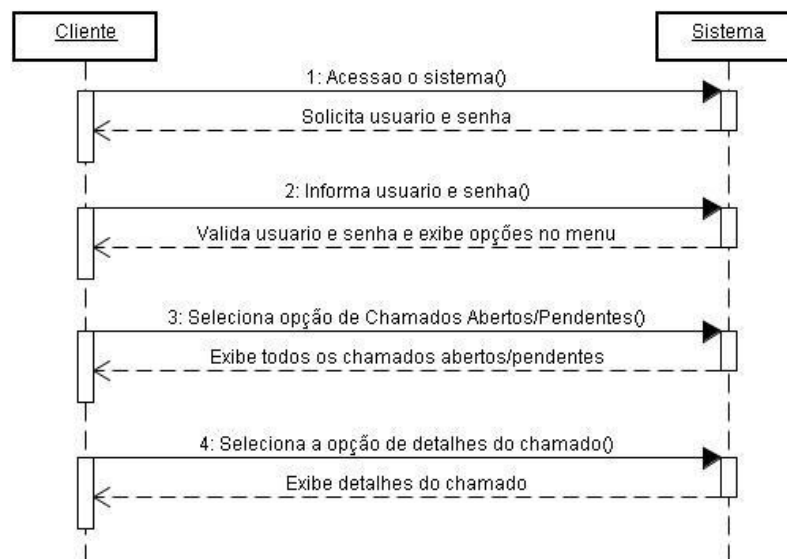 Cliente
Sistema
1: Acessao o sistema()
Solicita usuario e senha
2: Informa usuario e senha()
Valida usuario e senha e exibe opções no menu
3: Seleciona opção de Chamados Abertos/Pendentes()
Exibe todos os chamados abertos/pendentes
4: Seleciona a opção de detalhes do chamado()
Exibe detalhes do chamado